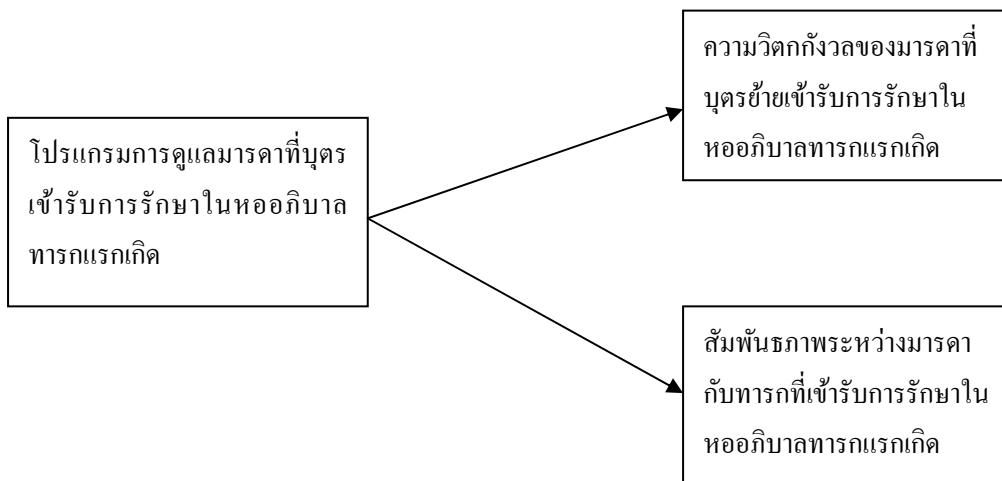 ความวิตกกังวลของมารดาที่
บุตรย้ายเข้ารับการรักษาใน
หออภิบาลทารกแรกเกิด
โปรแกรมการดูแลมารดาที่บุตร
เข้ารับการรักษาในหออภิบาล
ทารกแรกเกิด
สัมพันธภาพระหว่างมารดา
กับทารกที่เข้ารับการรักษาใน
หออภิบาลทารกแรกเกิด